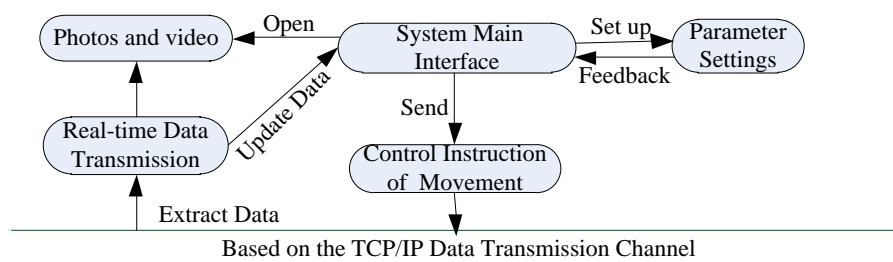 Photos and video
Open
System Main
Interface
Set up
Feedback
Parameter
Settings
Real-time Data
Transmission
Update Data
Send
Control Instruction
of Movement
Extract Data
Based on the TCP/IP Data Transmission Channel